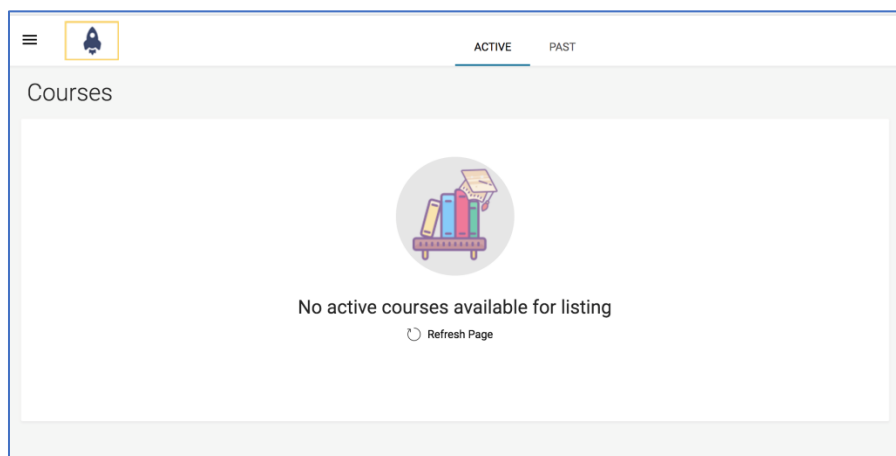 ACTIVE PAST
Courses
No active courses available for listing
Refresh Page